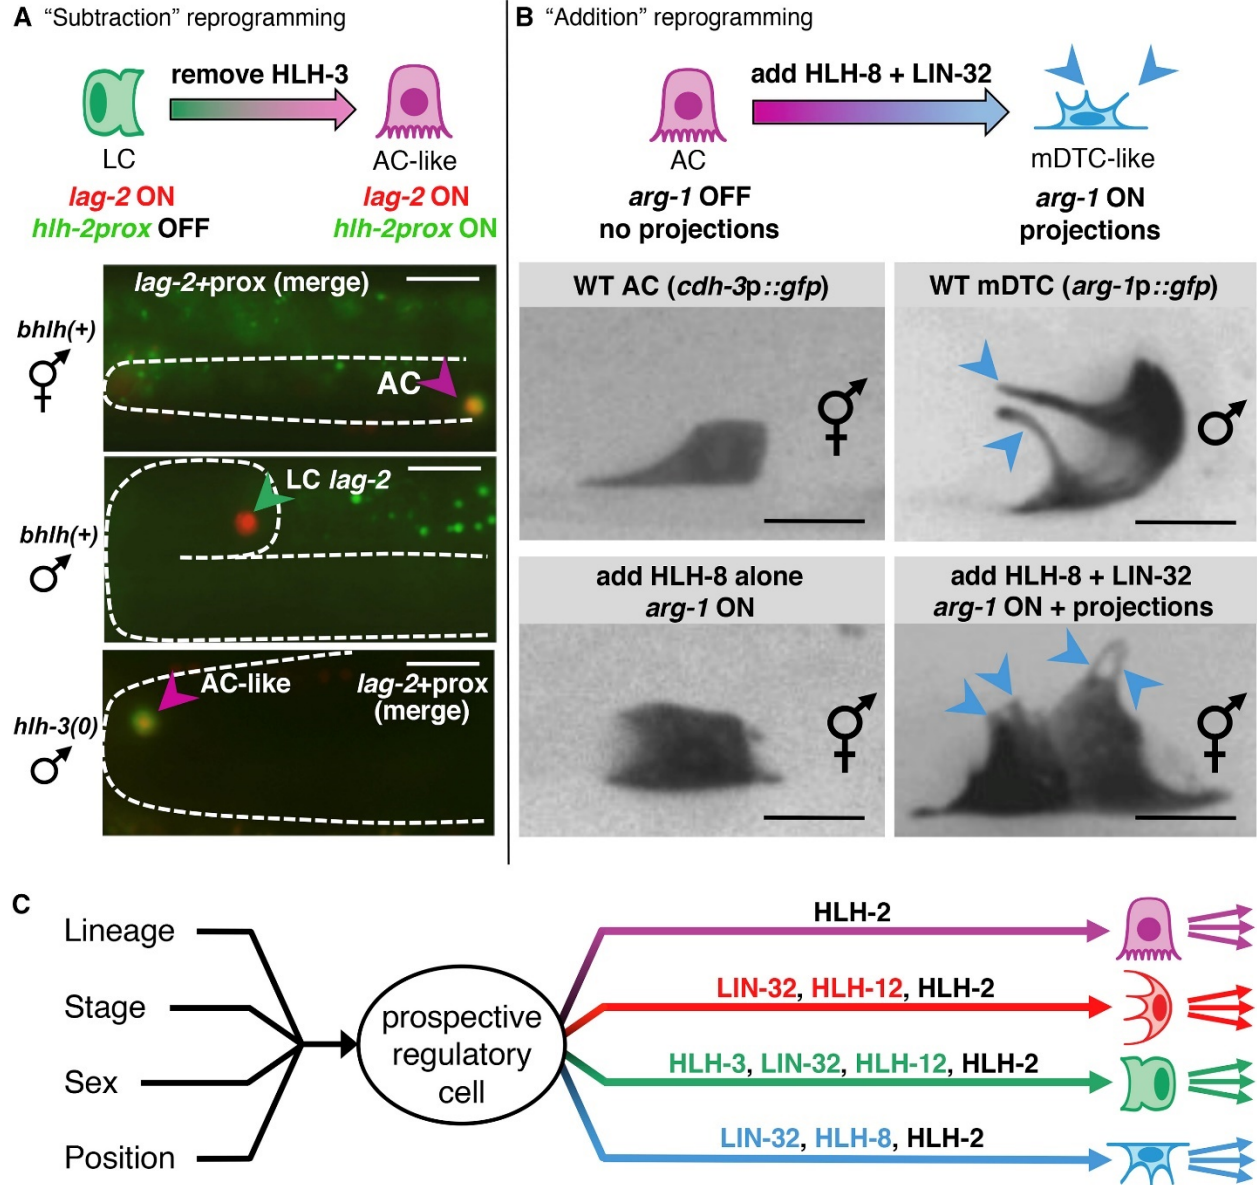 A "Subtraction" reprogramming
remove HLH-3
LC
AC-like
lag-2 ON
hlh-2prox OFF
lag-2 ON
hlh-2prox ON
bhlh(+)
lag-2+prox (merge)
AC
bhlh(+)
LC lag-2
hlh-3(0)
AC-like
lag-2+prox
(merge)
B "Addition" reprogramming
add HLH-8 + LIN-32
AC
mDTC-like
arg-1 OFF
no projections
arg-1 ON
projections
WT AC (cdh-3p::gfp)
WT mDTC (arg-1p::gfp)
add HLH-8 alone
arg-1 ON
add HLH-8 + LIN-32
arg-1 ON + projections
C
Lineage
Stage
Sex
Position
prospective
regulatory
cell
HLH-2
LIN-32, HLH-12, HLH-2
HLH-3, LIN-32, HLH-12, HLH-2
LIN-32, HLH-8, HLH-2